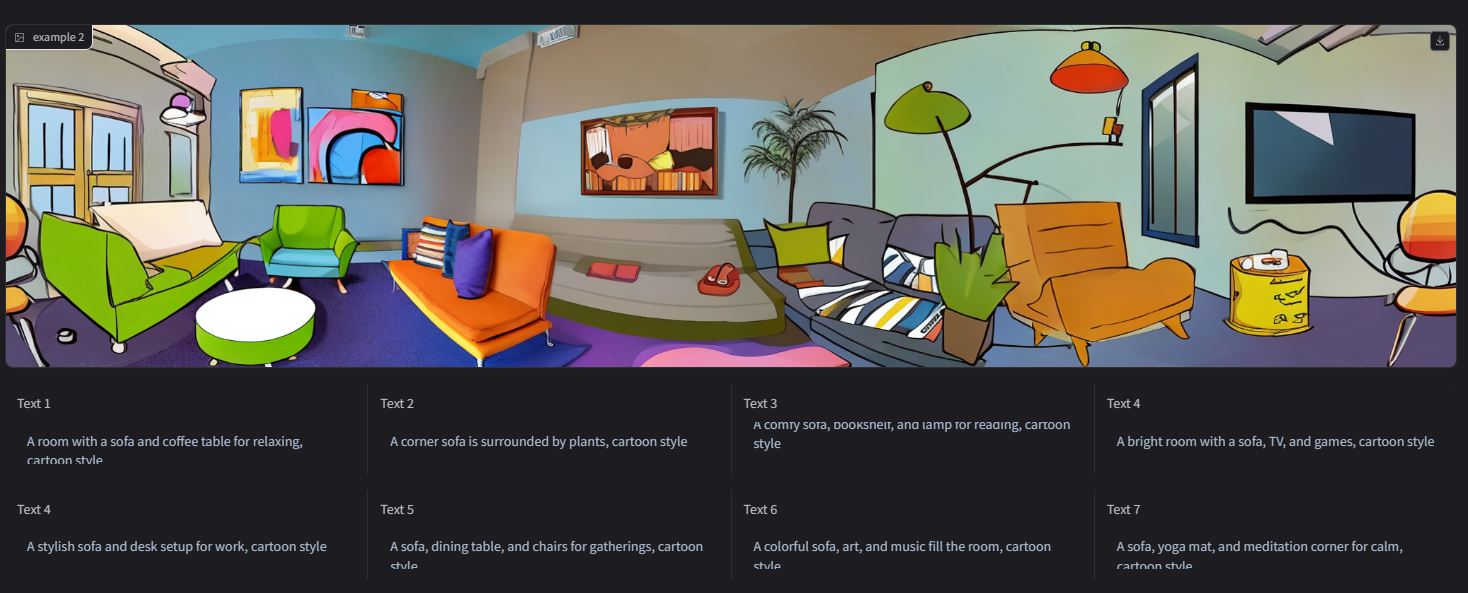 example 2
Text 1
A room with a sofa and coffee table for relaxing,
cartoon style
Text 2
A corner sofa is surrounded by plants, cartoon style
Text 3
A comfy sofa, bookshelf, and lamp for reading, cartoon
style
Text 4
A bright room with a sofa, TV, and games, cartoon style
Text 4
A stylish sofa and desk setup for work, cartoon style
Text 5
A sofa, dining table, and chairs for gatherings, cartoon
style
Text 6
A colorful sofa, art, and music fill the room, cartoon
style
Text 7
A sofa, yoga mat, and meditation corner for calm,
cartoon style